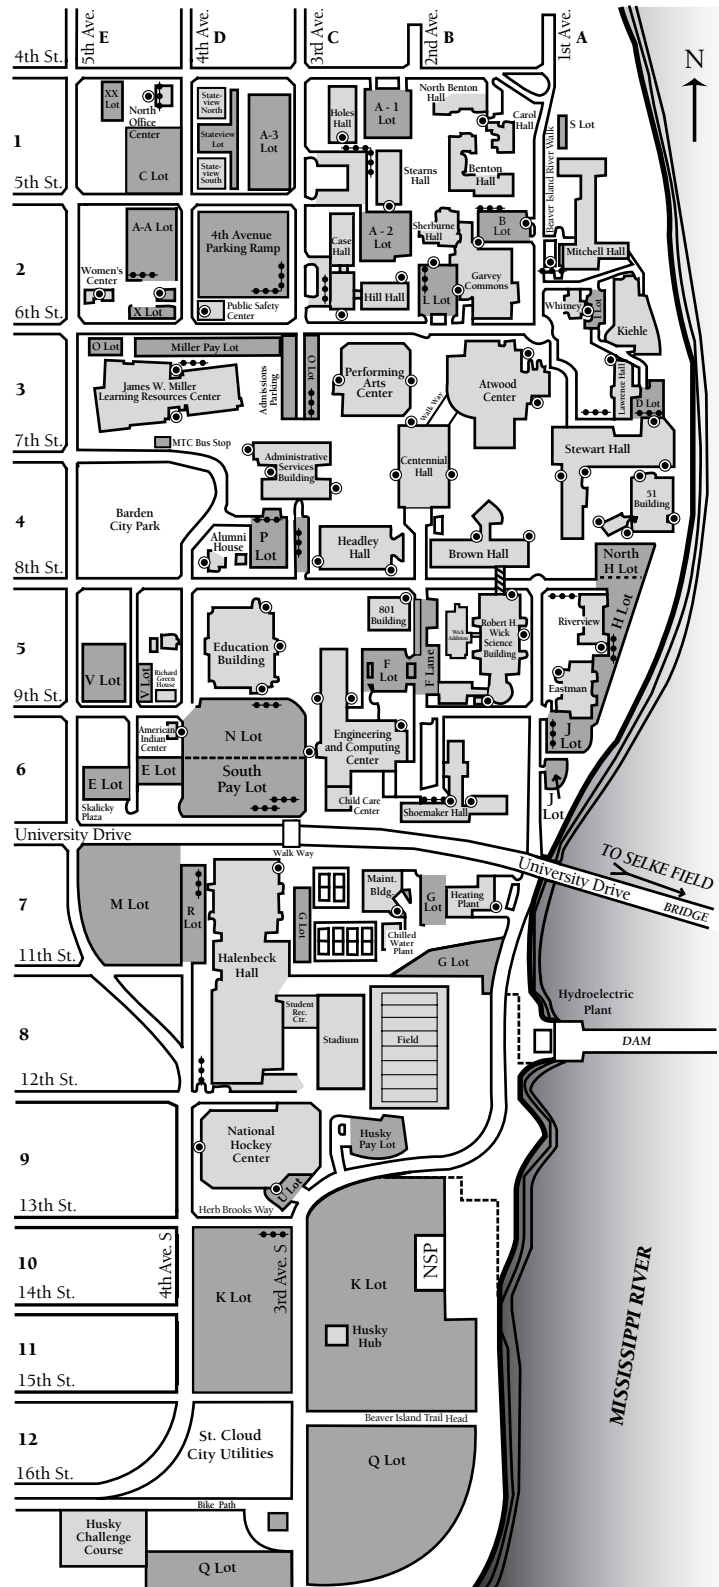 E
D
C
B
A
5th Ave.
4th Ave.
3rd Ave.
2nd Ave.
1st Ave.
4th St.
N
XX
Lot
North
Office
Center
C Lot
State-
view
North
Stateview
Lot
State-
view
South
A-3
Lot
Holes
Hall
A - 1
Lot
North Benton
Hall
Carol
Hall
S Lot
1
Stearns
Hall
Benton
Hall
Beaver Island River Walk
5th St.
A-A Lot
4th Avenue
Parking Ramp
Case
Hall
A - 2
Lot
Sherburne
Hall
B
Lot
Mitchell Hall
2
Women's
Center
Garvey
Commons
Hill Hall
L Lot
Whitney
I Lot
Kiehle
X Lot
Public Safety
Center
6th St.
O Lot
Miller Pay Lot
Admissions
Parking
O Lot
Performing
Arts
Center
Walk Way
Atwood
Center
Lawrence Hall
D Lot
3
James W. Miller
Learning Resources Center
7th St.
MTC Bus Stop
Administrative
Services
Building
Centennial
Hall
Stewart Hall
51
Building
4
Barden
City Park
Alumni
House
P
Lot
Headley
Hall
Brown Hall
North
H Lot
8th St.
H Lot
801
Building
Wick
Addition
Robert H.
Wick
Science
Building
Riverview
5
Education
Building
V Lot
V Lot
Richard
Green
House
F
Lot
F Lane
Eastman
9th St.
American
Indian
Center
N Lot
Engineering
and Computing
Center
J
Lot
6
E Lot
E Lot
South
Pay Lot
J
Lot
Skalicky
Plaza
Child Care
Center
Shoemaker Hall
University Drive
Walk Way
University Drive
TO SELKE FIELD
BRIDGE
7
M Lot
R
Lot
G Lot
Maint.
Bldg.
G
Lot
Heating
Plant
Chilled
Water
Plant
11th St.
Halenbeck
Hall
G Lot
Hydroelectric
Plant
8
Student
Rec.
Ctr.
Stadium
Field
DAM
12th St.
9
National
Hockey
Center
Husky
Pay Lot
U Lot
13th St.
Herb Brooks Way
10
4th Ave. S
3rd Ave. S
K Lot
K Lot
NSP
14th St.
11
Husky
Hub
15th St.
MISSISSIPPI RIVER
Beaver Island Trail Head
12
St. Cloud
City Utilities
Q Lot
16th St.
Bike Path
Husky
Challenge
Course
Q Lot